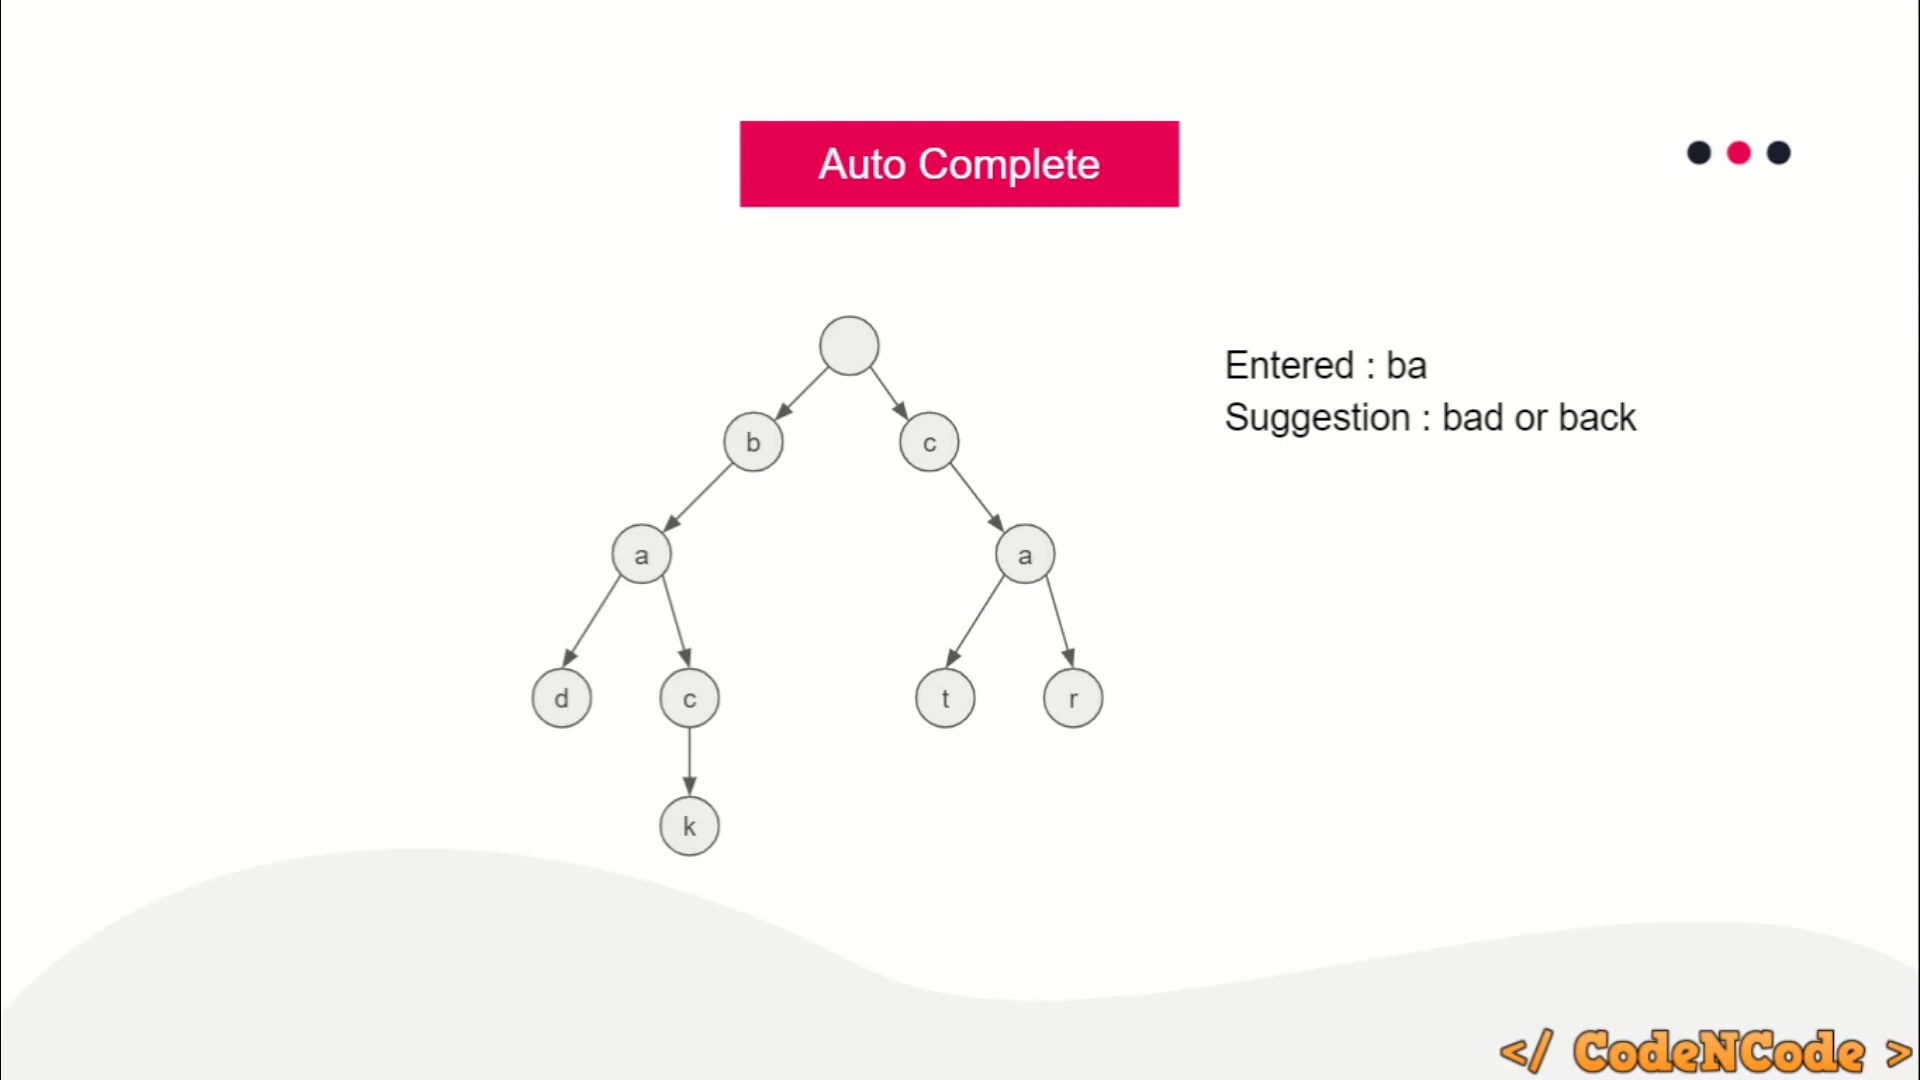 Auto Complete
Entered : ba
Suggestion : bad or back
b
c
a
a
d
c
t
r
k
</ CodeNCode >